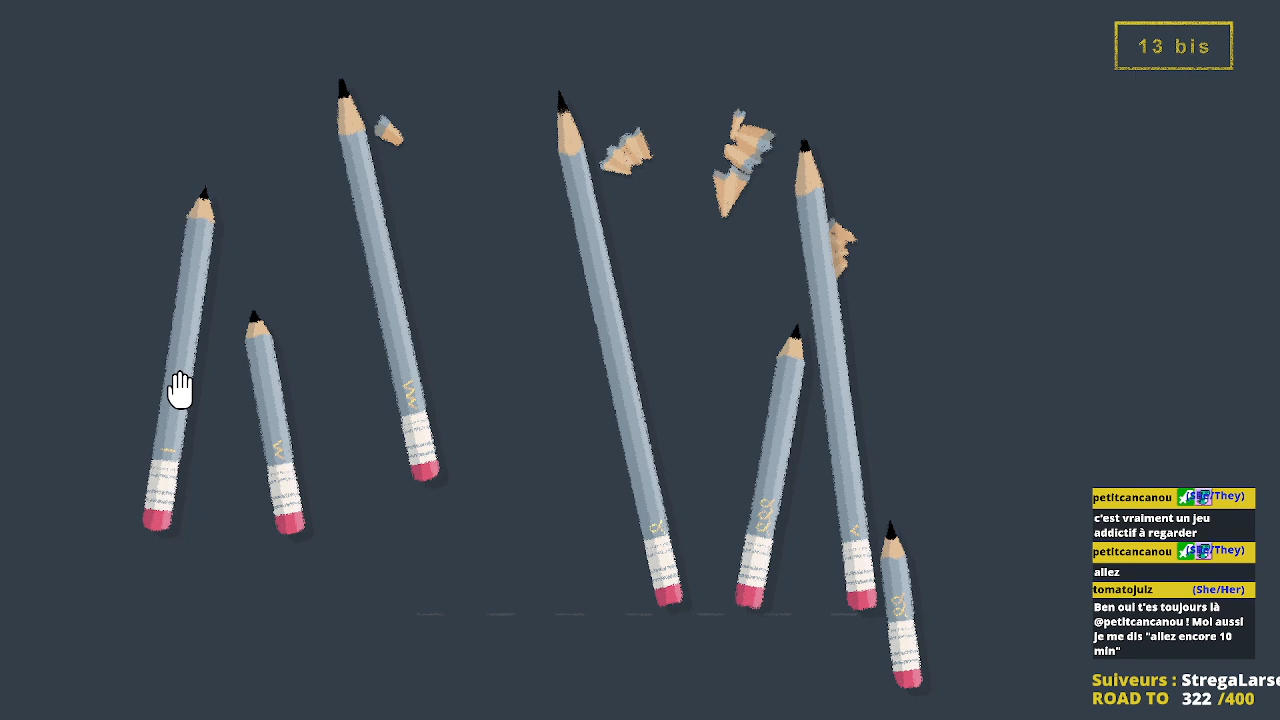 13 bis
petitcancanou (She/They)
c'est vraiment un jeu
addictif à regarder
petitcancanou (She/They)
allez
tomatojulz (She/Her)
Ben oui t'es toujours là
@petitcancanou ! Moi aussi
je me dis "allez encore 10
min"
Suiveurs : StregaLarse
ROAD TO 322 /400